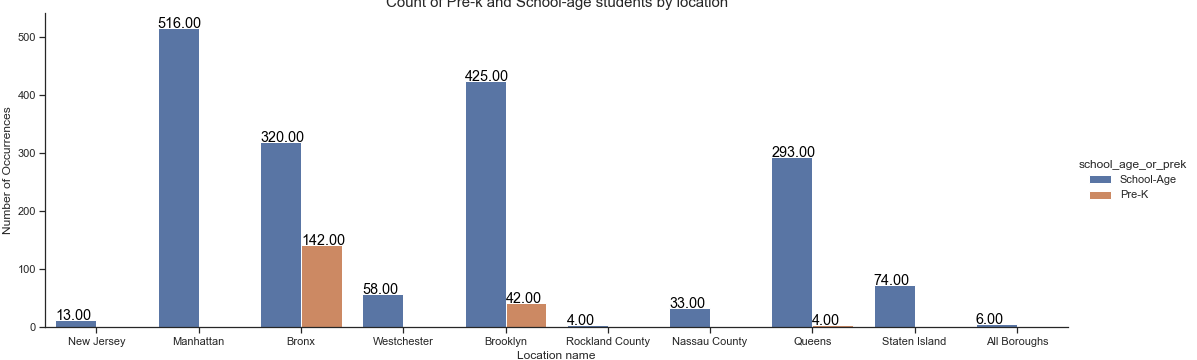 Count of Pre-k and School-age students by location
516.00
500
425.00
400
320.00
300
293.00
school_age_or_prek
School-Age
Pre-K
Number of Occurrences
200
142.00
100
58.00
74.00
42.00
33.00
13.00
4.00
4.00
6.00
0
New Jersey
Manhattan
Bronx
Westchester
Brooklyn
Rockland County
Nassau County
Queens
Staten Island
All Boroughs
Location name